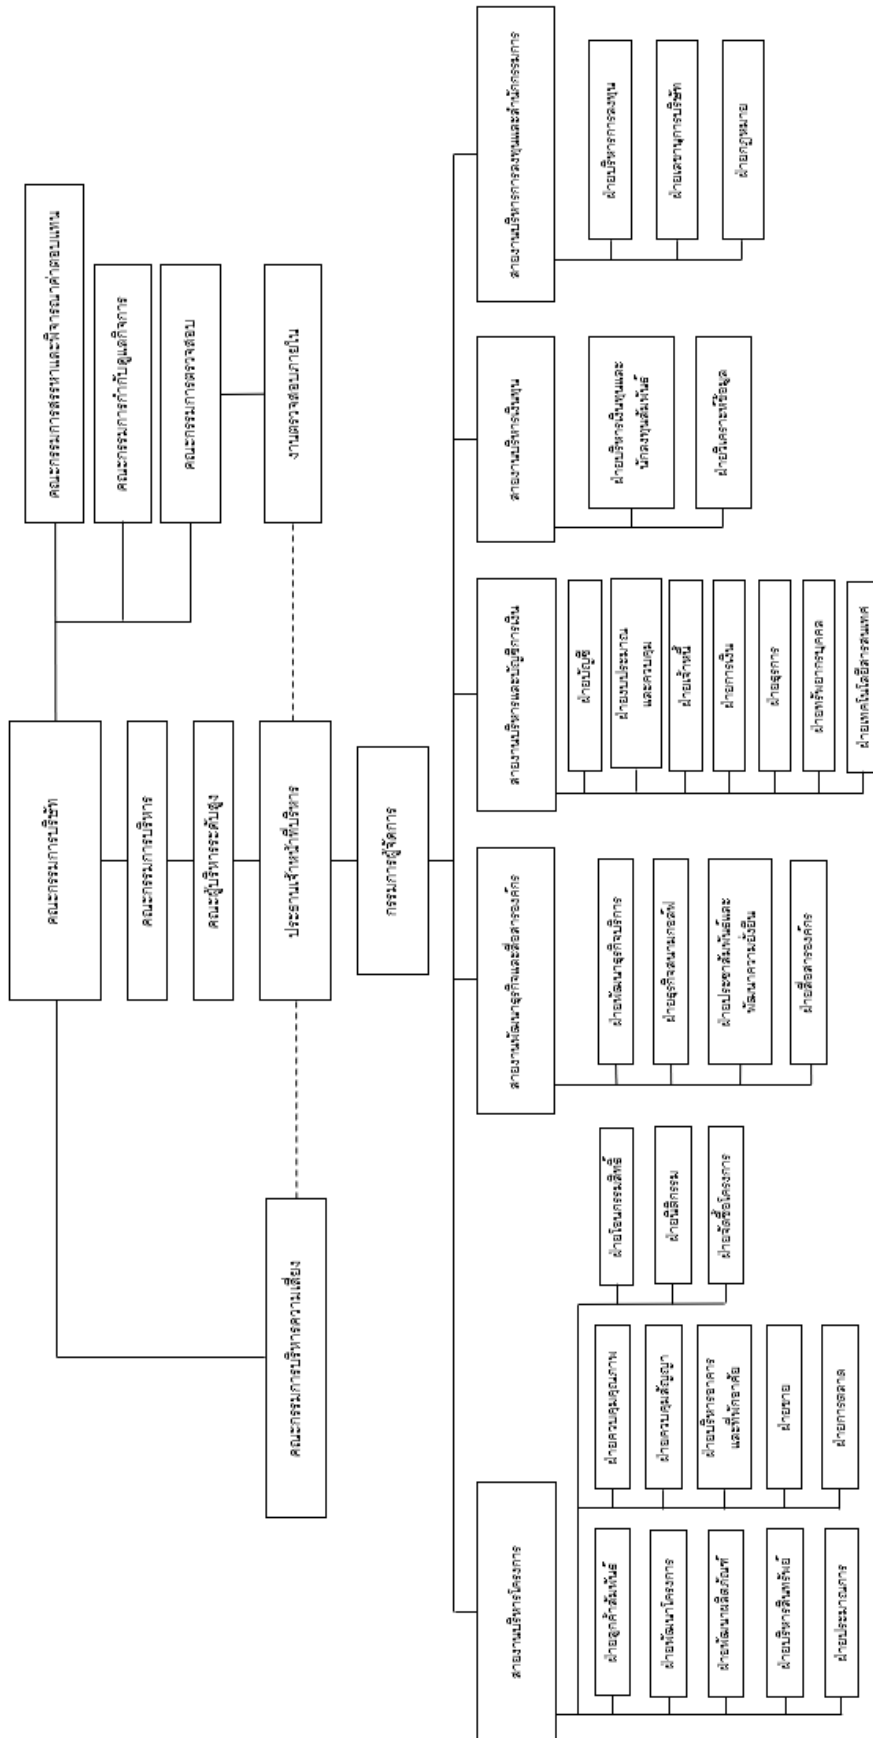 คณะกรรมการบริษัท
คณะกรรมการสรรหาและพิจารณาค่าตอบแทน
คณะกรรมการกำกับดูแลกิจการ
คณะกรรมการตรวจสอบ
งานตรวจสอบภายใน
คณะกรรมการบริหาร
คณะผู้บริหารระดับสูง
คณะกรรมการบริหารความเสี่ยง
ประธานเจ้าหน้าที่บริหาร
กรรมการผู้จัดการ
สายงานบริหารโครงการ
ฝ่ายลูกค้าสัมพันธ์
ฝ่ายพัฒนาโครงการ
ฝ่ายพัฒนาผลิตภัณฑ์
ฝ่ายบริหารสินทรัพย์
ฝ่ายประมาณการ
ฝ่ายควบคุมคุณภาพ
ฝ่ายควบคุมสัญญา
ฝ่ายบริหารอาคาร
และที่พักอาศัย
ฝ่ายขาย
ฝ่ายการตลาด
ฝ่ายโอนกรรมสิทธิ์
ฝ่ายนิติกรรม
ฝ่ายจัดซื้อโครงการ
สายงานพัฒนาธุรกิจและสื่อสารองค์กร
ฝ่ายพัฒนาธุรกิจบริการ
ฝ่ายธุรกิจสนามกอล์ฟ
ฝ่ายประชาสัมพันธ์และ
พัฒนาความยั่งยืน
ฝ่ายสื่อสารองค์กร
สายงานบริหารและบัญชีการเงิน
ฝ่ายบัญชี
ฝ่ายงบประมาณ
และควบคุม
ฝ่ายเจ้าหนี้
ฝ่ายการเงิน
ฝ่ายธุรการ
ฝ่ายทรัพยากรบุคคล
ฝ่ายเทคโนโลยีสารสนเทศ
สายงานบริหารเงินทุน
ฝ่ายบริหารเงินทุนและ
นักลงทุนสัมพันธ์
ฝ่ายวิเคราะห์ข้อมูล
สายงานบริหารการลงทุนและสำนักกรรมการ
ฝ่ายบริหารการลงทุน
ฝ่ายเลขานุการบริษัท
ฝ่ายกฎหมาย